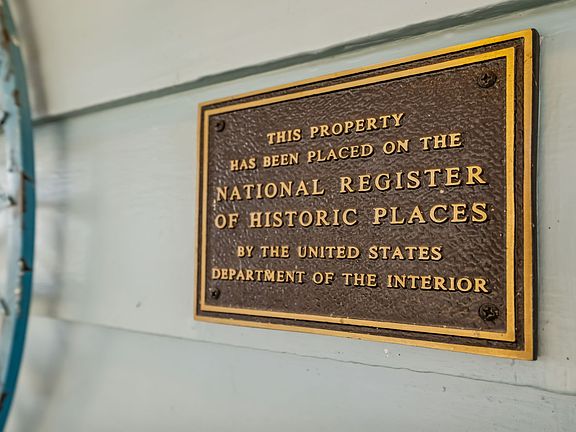 THIS PROPERTY
HAS BEEN PLACED ON THE
NATIONAL REGISTER
OF HISTORIC PLACES
BY THE UNITED STATES
DEPARTMENT OF THE INTERIOR